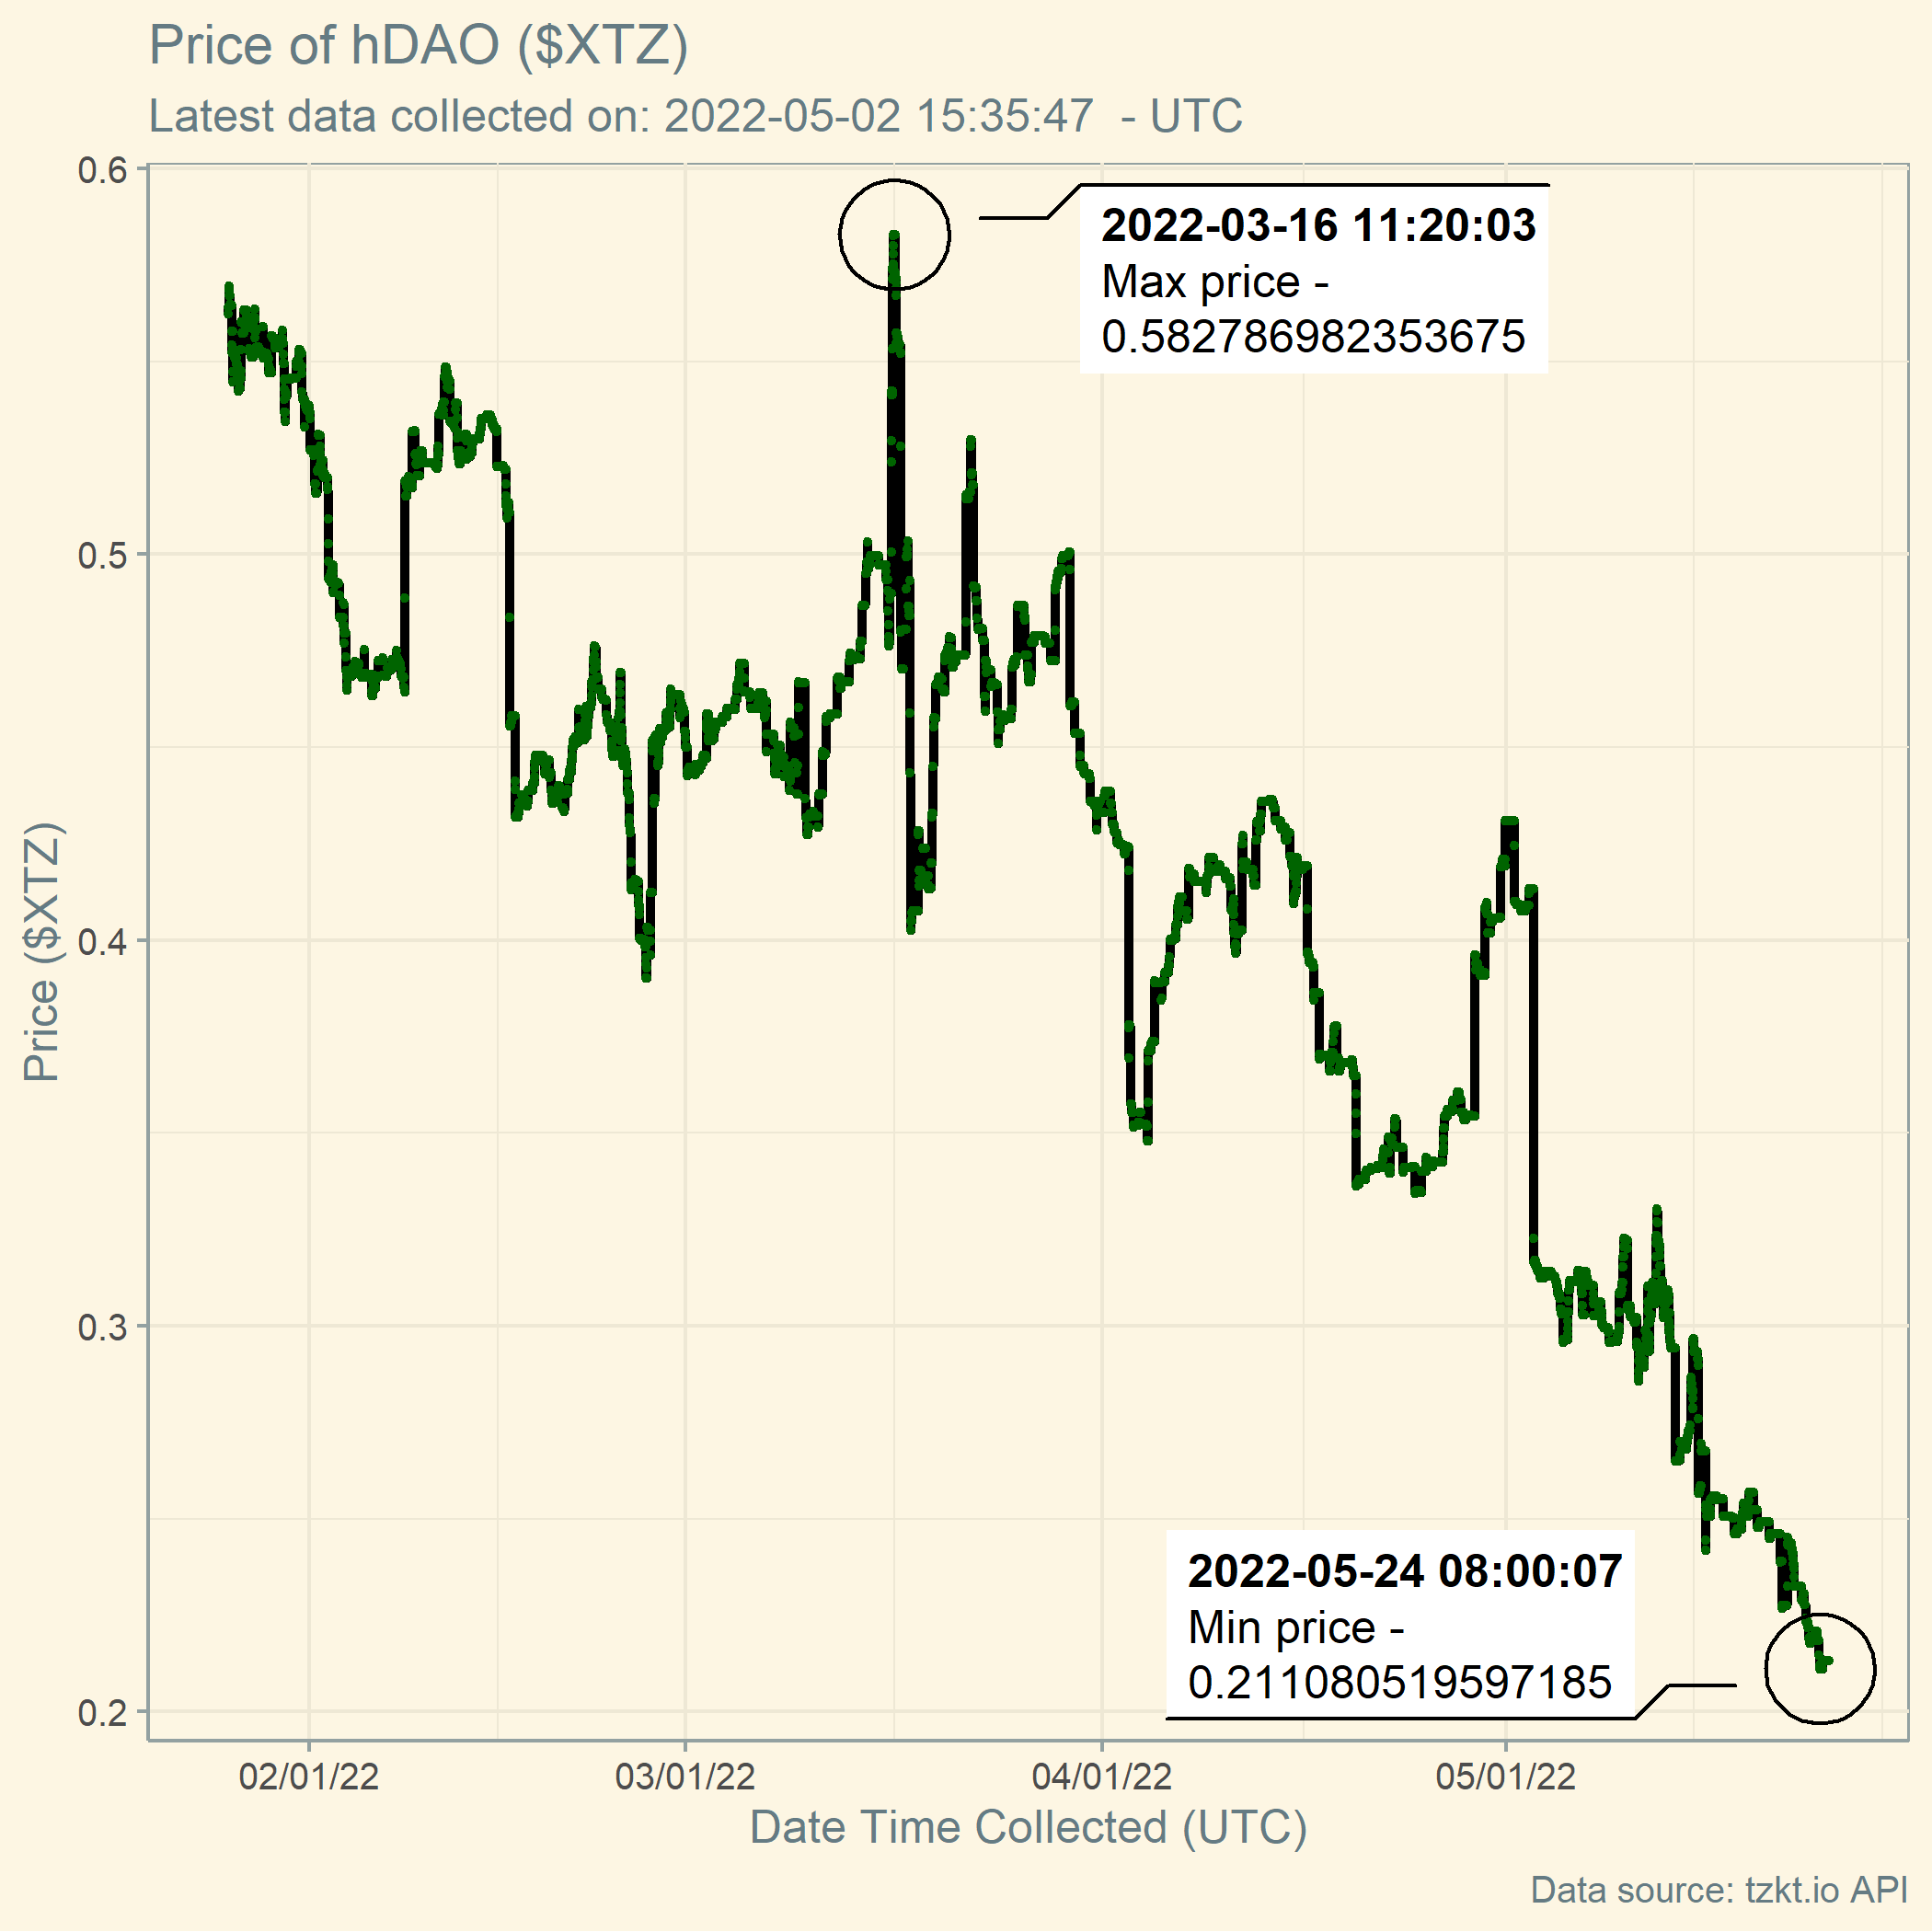 Price of hDAO ($XTZ)
Latest data collected on: 2022-05-02 15:35:47  - UTC
0.6
0.5
0.4
0.3
0.2
Price ($XTZ)
2022-03-16 11:20:03
Max price -
0.582786982353675
2022-05-24 08:00:07
Min price -
0.211080519597185
02/01/22
03/01/22
04/01/22
05/01/22
Date Time Collected (UTC)
Data source: tzkt.io API